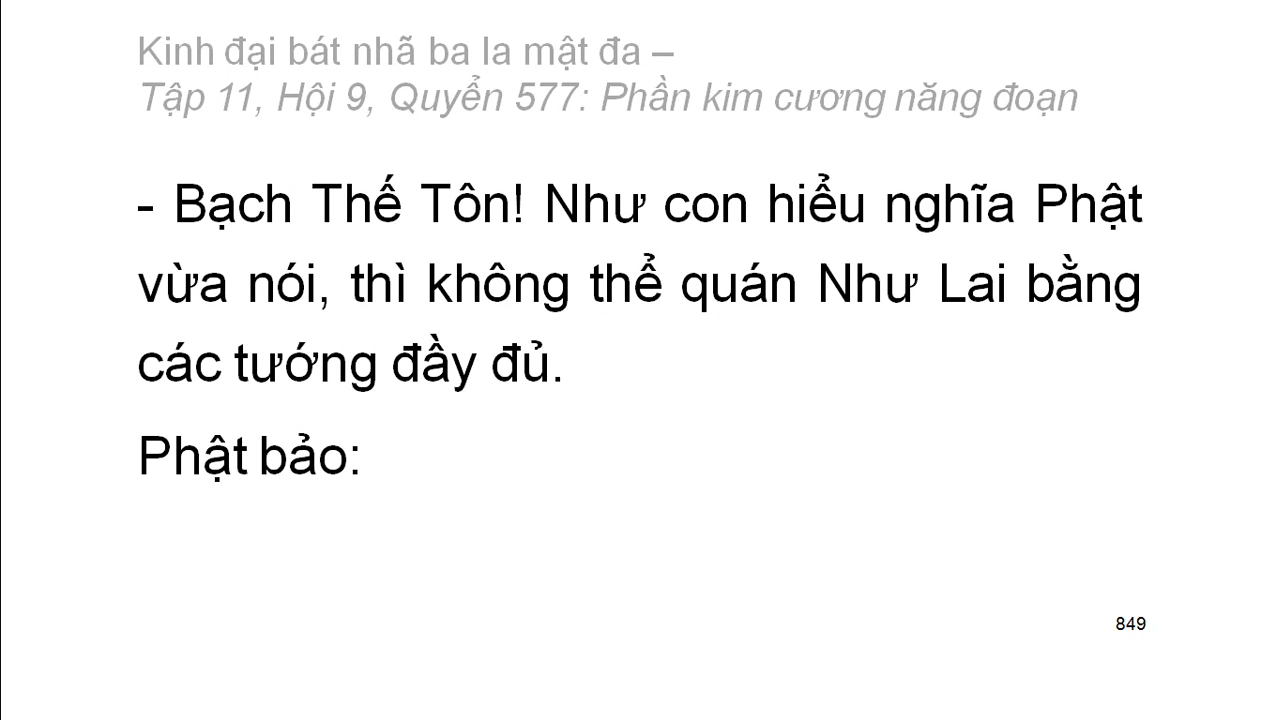 Kinh đại bát nhã ba la mật đa –
Tập 11, Hội 9, Quyển 577: Phần kim cương năng đoạn
- Bạch Thế Tôn! Như con hiểu nghĩa Phật
vừa nói, thì không thể quán Như Lai bằng
các tướng đầy đủ.
Phật bảo:
849